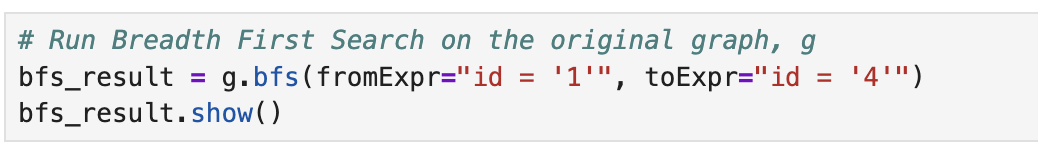 # Run Breadth First Search on the original graph, g
bfs_result = g.bfs(fromExpr="id = '1'", toExpr="id = '4'")
bfs_result.show()